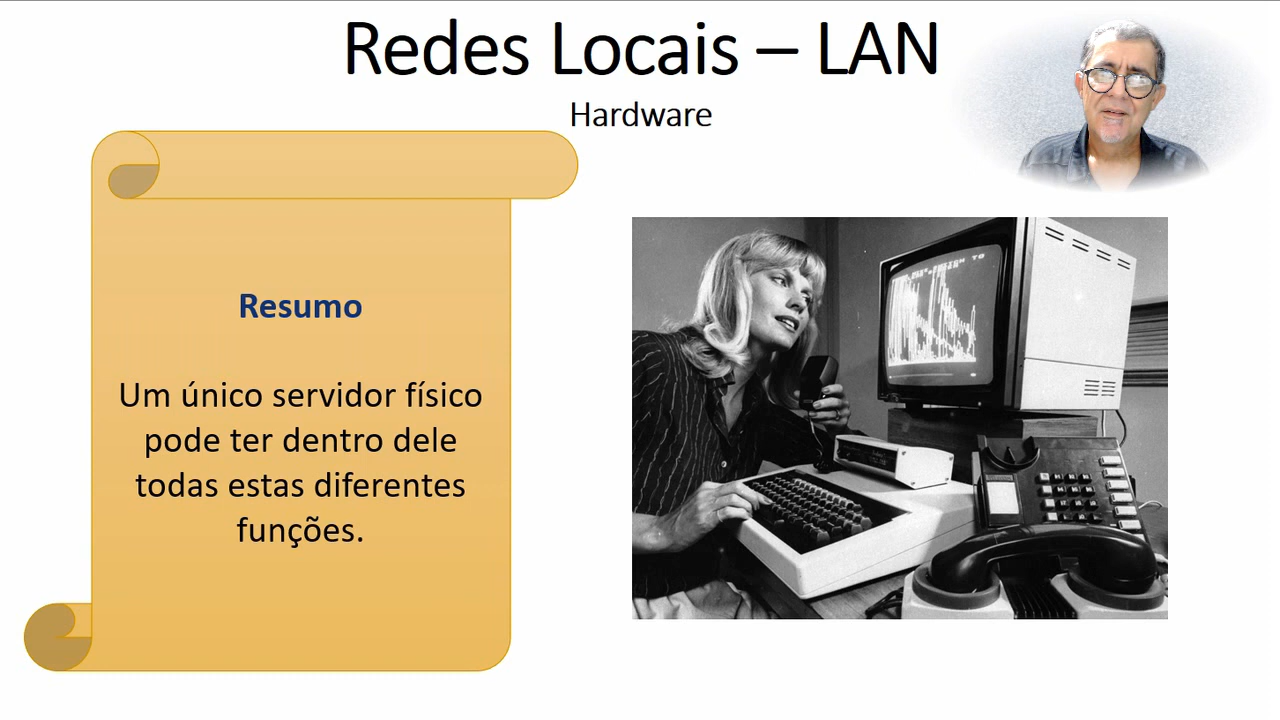 Redes Locais – LAN
Hardware
Resumo
Um único servidor físico
pode ter dentro dele
todas estas diferentes
funções.